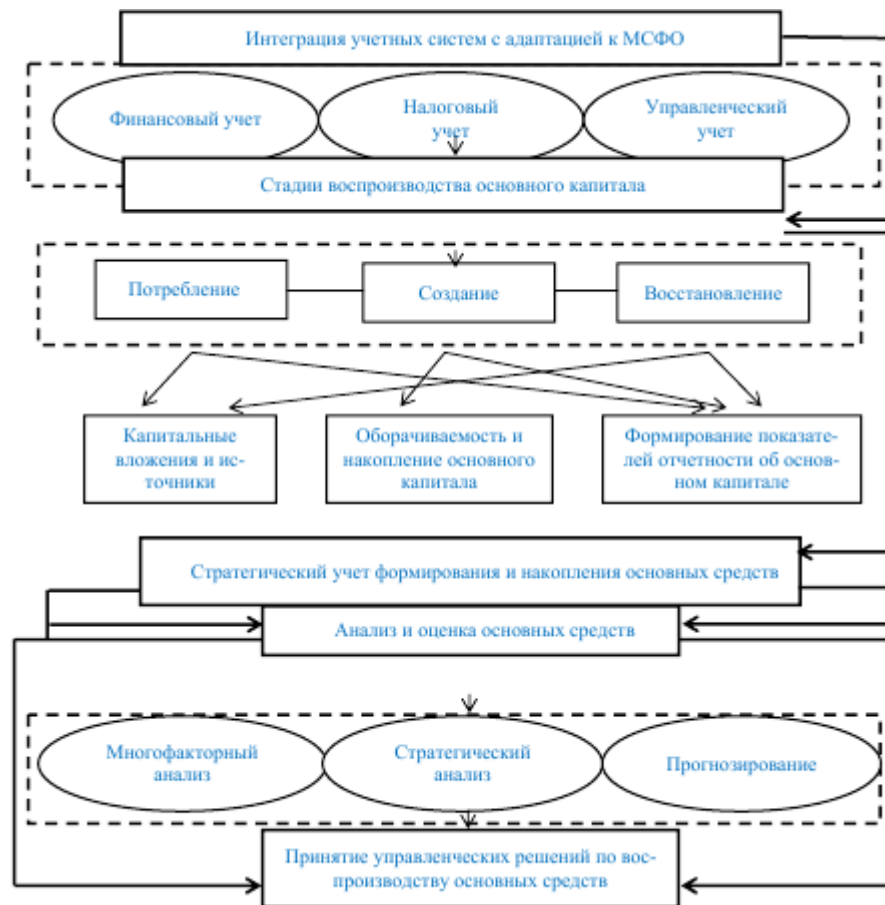 Интеграция учетных систем с адаптацией к МСФО
Финансовый учет
Налоговый
учет
Управленческий
учет
Стадии воспроизводства основного капитала
Потребление
Создание
Восстановление
Капитальные
вложения и ис-
точники
Оборачиваемость и
накопление основного
капитала
Формирование показате-
лей отчетности об основ-
ном капитале
Стратегический учет формирования и накопления основных средств
Анализ и оценка основных средств
Многофакторный
анализ
Стратегический
анализ
Прогнозирование
Принятие управленческих решений по вос-
производству основных средств